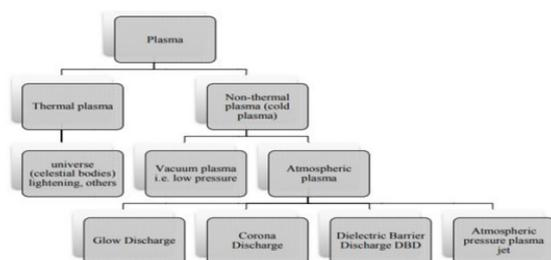 Plasma
Thermal plasma
Non-thermal
plasma (cold
plasma)
universe
(celestial bodies)
lightening, others
Vacuum plasma
i.e. low pressure
Atmospheric
plasma
Glow Discharge
Corona
Discharge
Dielectric Barrier
Discharge DBD
Atmospheric
pressure plasma
jet